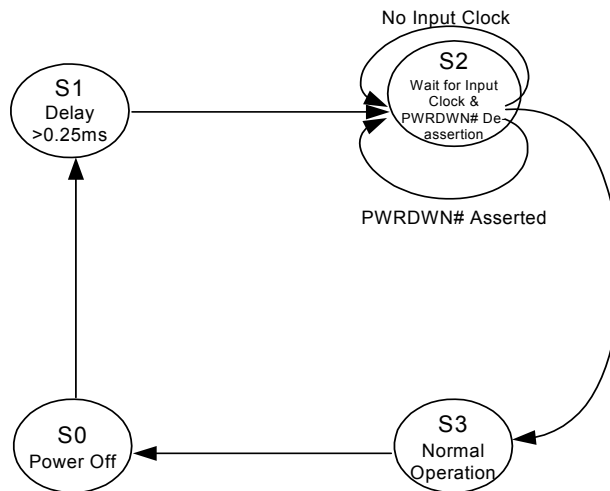 No Input Clock
S1
Delay
>0.25ms
S2
Wait for Input
Clock &
PWRDWN# De-
assertion
PWRDWN# Asserted
S0
Power Off
S3
Normal
Operation